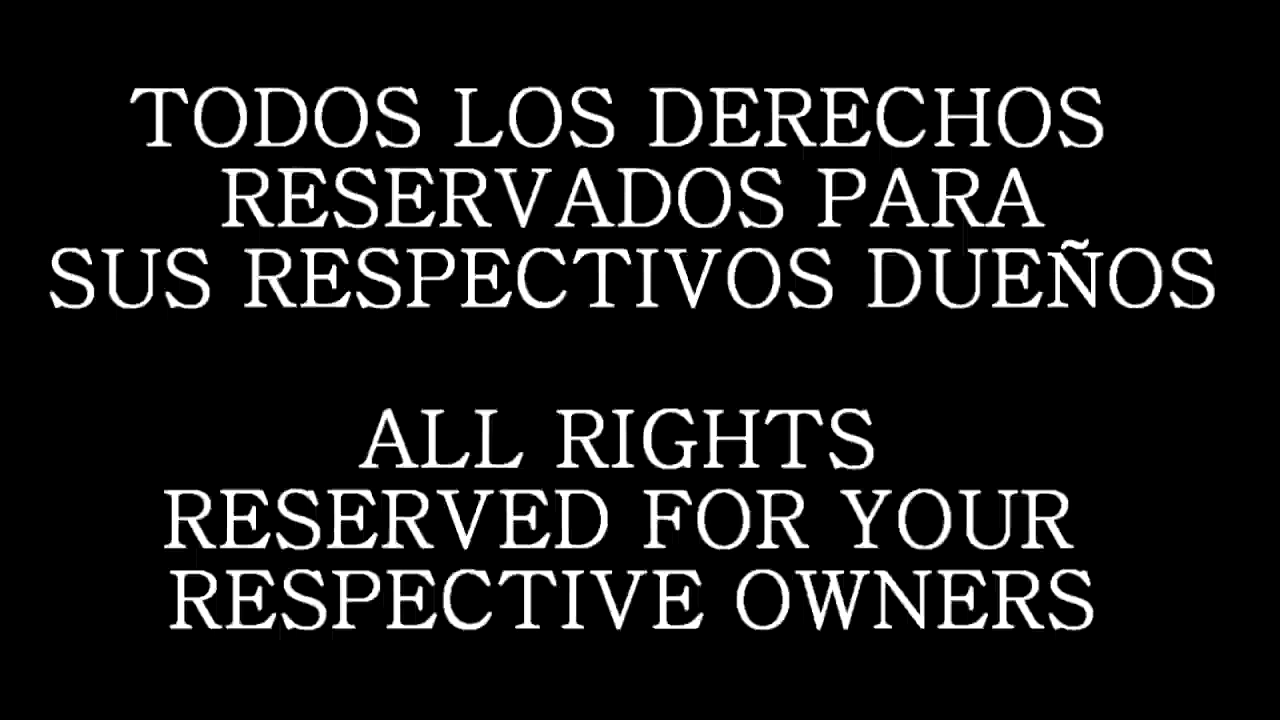 TODOS LOS DERECHOS
RESERVADOS PARA
SUS RESPECTIVOS DUEÑOS
ALL RIGHTS
RESERVED FOR YOUR
RESPECTIVE OWNERS